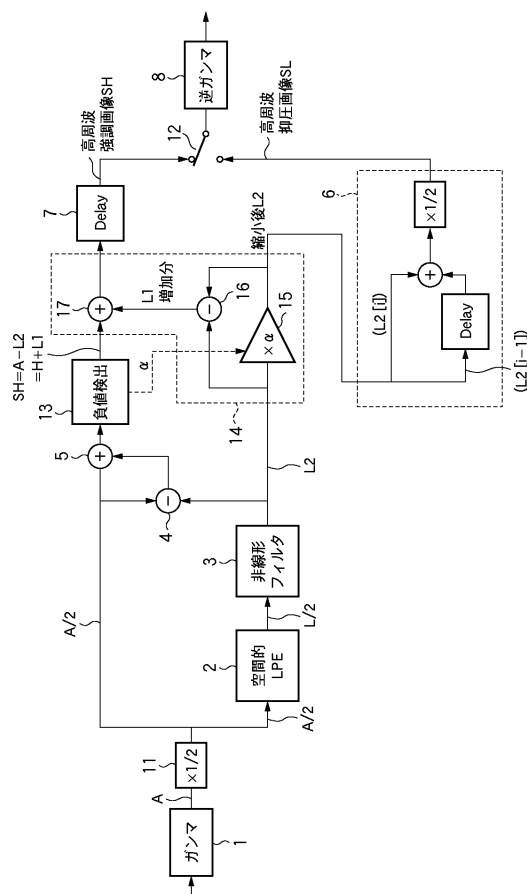 ガンマ
1
A
11
×1/2
A/2
A/2
2
空間的
LPE
L/2
3
非線形
フィルタ
L2
4
−
5
+
13
負値検出
SH=A−L2
=H+L1
α
14
17
+
L1
増加分
−
16
×α
15
縮小後L2
7
Delay
高周波
強調画像SH
12
8
逆ガンマ
高周波
抑圧画像SL
6
×1/2
+
(L2 [i])
Delay
(L2 [i−1])